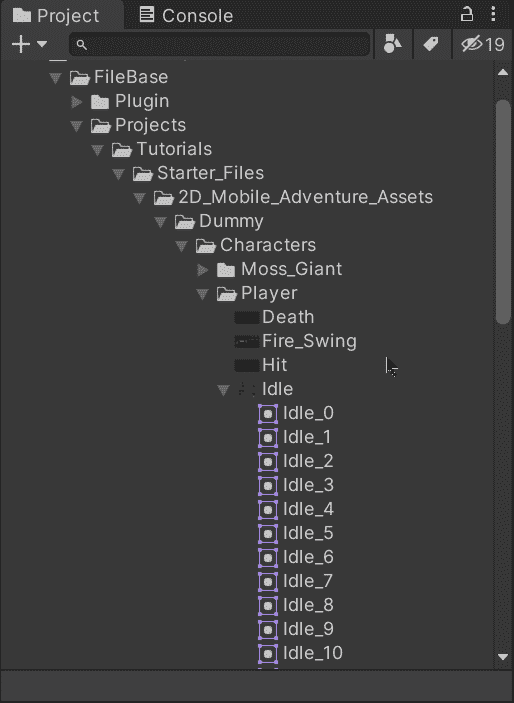 Project Console
19
FileBase
Plugin
Projects
Tutorials
Starter_Files
2D_Mobile_Adventure_Assets
Dummy
Characters
Moss_Giant
Player
Death
Fire_Swing
Hit
Idle
Idle_0
Idle_1
Idle_2
Idle_3
Idle_4
Idle_5
Idle_6
Idle_7
Idle_8
Idle_9
Idle_10